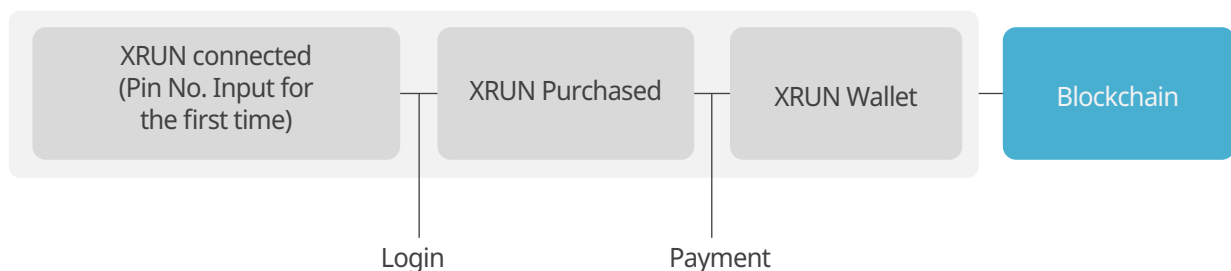 XRUN connected
(Pin No. Input for
the first time)
XRUN Purchased
XRUN Wallet
Blockchain
Login
Payment